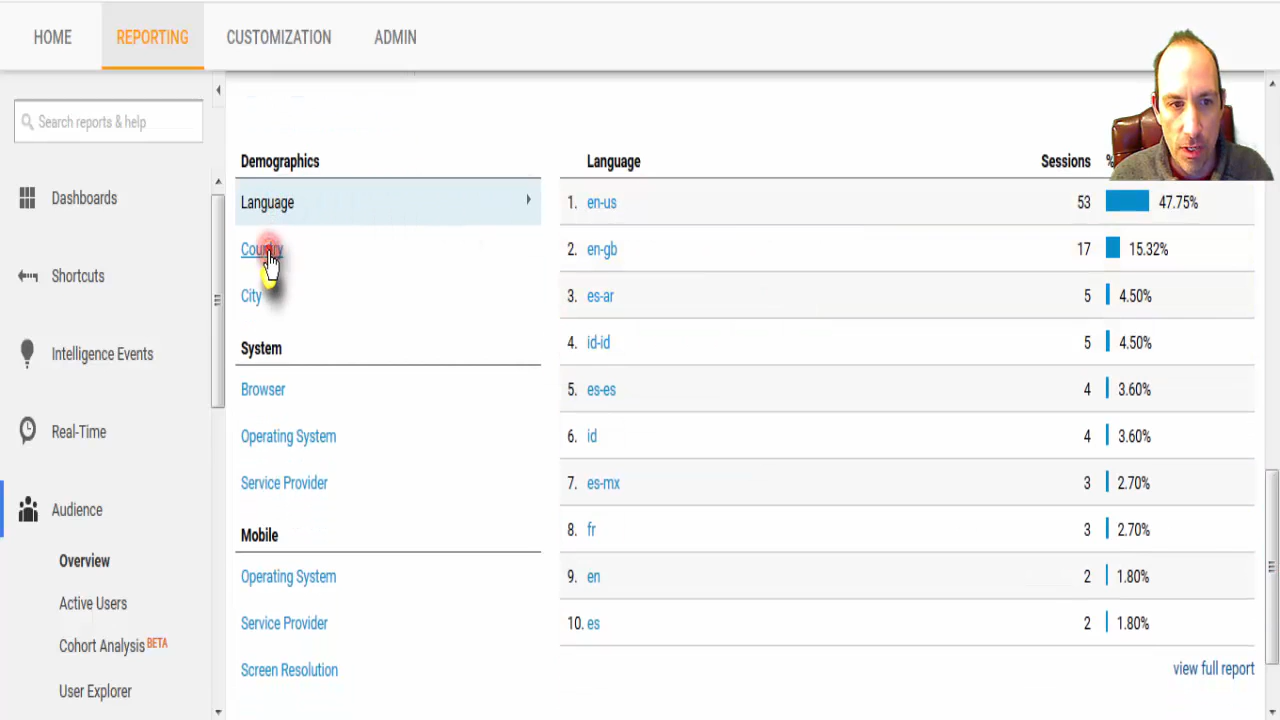 HOME REPORTING CUSTOMIZATION ADMIN
Search reports & help
Dashboards
Shortcuts
Intelligence Events
Real-Time
Audience
Overview
Active Users
Cohort Analysis BETA
User Explorer
Demographics
Language
Country
City
System
Browser
Operating System
Service Provider
Mobile
Operating System
Service Provider
Screen Resolution
Language Sessions %
1. en-us 53 47.75%
2. en-gb 17 15.32%
3. es-ar 5 4.50%
4. id-id 5 4.50%
5. es-es 4 3.60%
6. id 4 3.60%
7. es-mx 3 2.70%
8. fr 3 2.70%
9. en 2 1.80%
10. es 2 1.80%
view full report